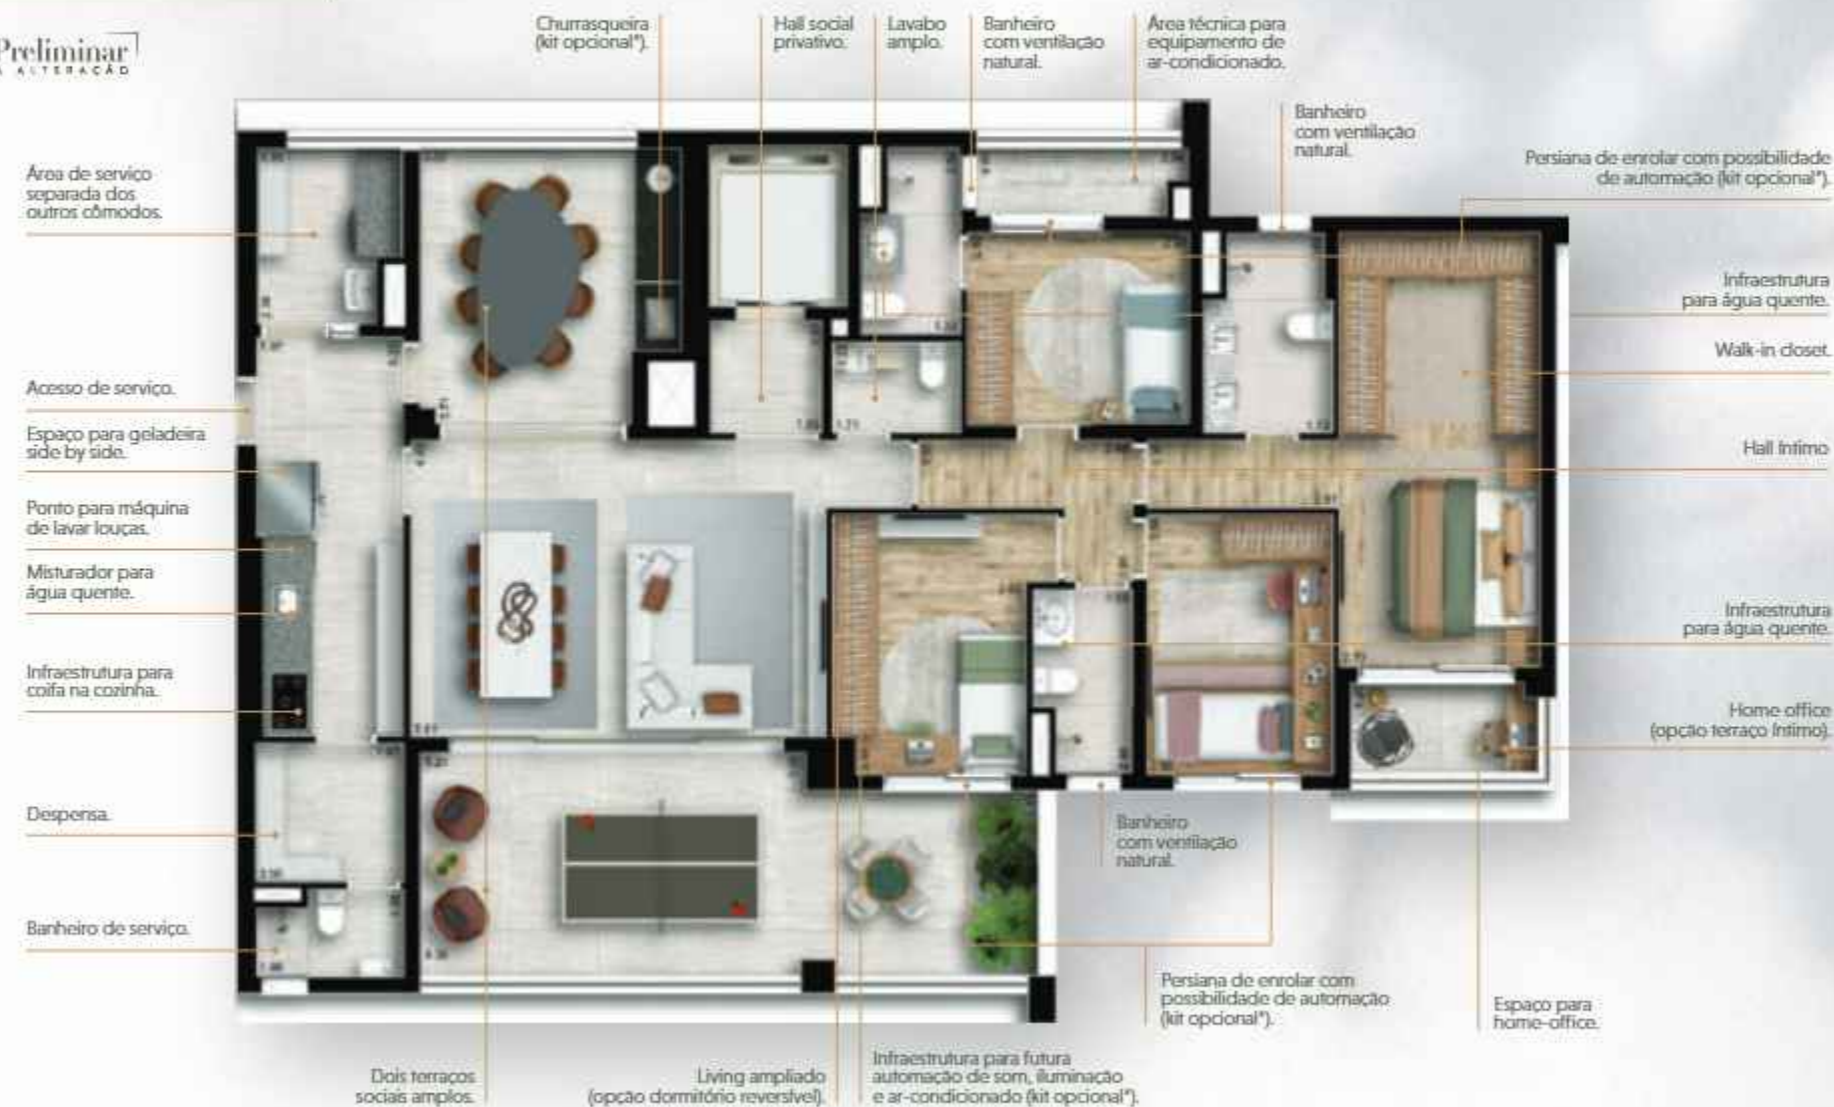 Preliminar
A ALTERAÇÃO
Churrasqueira
(kit opcional*).
Hall social
privativo.
Lavabo
amplo.
Banheiro
com ventilação
natural.
Área técnica para
equipamento de
ar-condicionado.
Banheiro
com ventilação
natural.
Persiana de enrolar com possibilidade
de automação (kit opcional*).
Área de serviço
separada dos
outros cômodos.
Infraestrutura
para água quente.
Walk-in closet.
Acesso de serviço.
Espaço para geladeira
side by side.
Hall íntimo
Ponto para máquina
de lavar louças.
Misturador para
água quente.
Infraestrutura
para água quente.
Infraestrutura para
coifa na cozinha.
Home office
(opção terraço íntimo).
Despensa.
Banheiro
com ventilação
natural.
Banheiro de serviço.
Persiana de enrolar com
possibilidade de automação
(kit opcional*).
Espaço para
home-office.
Dois terraços
sociais amplos.
Living ampliado
(opção dormitório reversível).
Infraestrutura para futura
automação de som, iluminação
e ar-condicionado (kit opcional*).